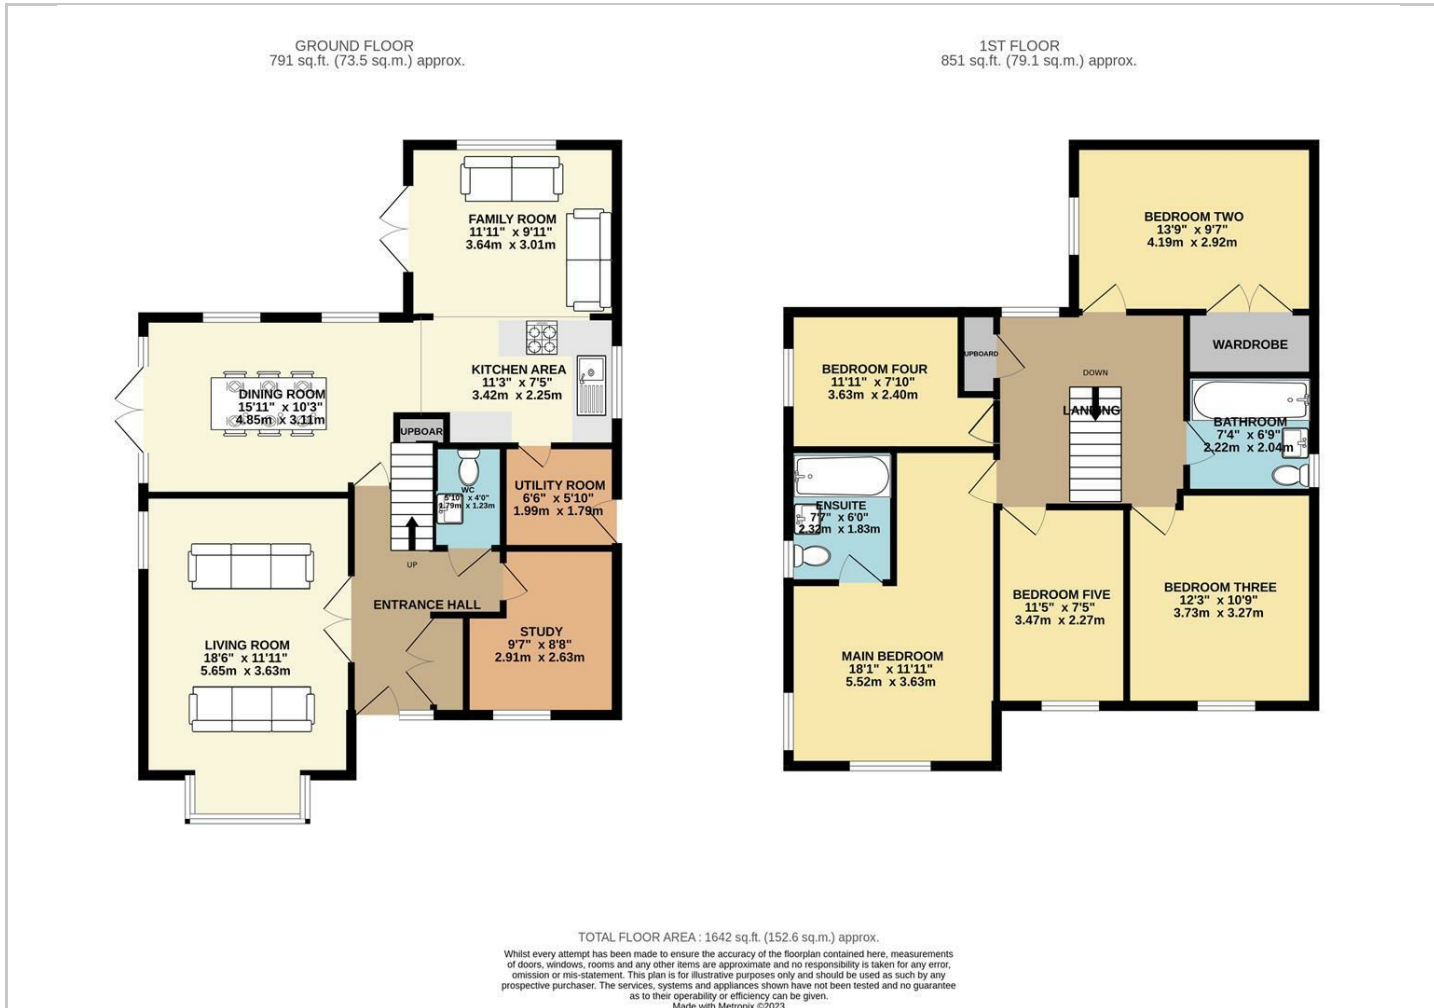 GROUND FLOOR
791 sq.ft. (73.5 sq.m.) approx.
1ST FLOOR
851 sq.ft. (79.1 sq.m.) approx.
FAMILY ROOM
11'11" x 9'11"
3.64m x 3.01m
KITCHEN AREA
11'3" x 7'5"
3.42m x 2.25m
DINING ROOM
15'11" x 10'3"
4.85m x 3.11m
UPBOAR
WC
5'10" x 4'0"
1.79m x 1.23m
UTILITY ROOM
6'6" x 5'10"
1.99m x 1.79m
UP
ENTRANCE HALL
STUDY
9'7" x 8'8"
2.91m x 2.63m
LIVING ROOM
18'6" x 11'11"
5.65m x 3.63m
BEDROOM TWO
13'9" x 9'7"
4.19m x 2.92m
WARDROBE
UPBOARD
BEDROOM FOUR
11'11" x 7'10"
3.63m x 2.40m
DOWN
LANDING
BATHROOM
7'4" x 6'9"
2.22m x 2.04m
ENSUITE
7'7" x 6'0"
2.32m x 1.83m
BEDROOM FIVE
11'5" x 7'5"
3.47m x 2.27m
BEDROOM THREE
12'3" x 10'9"
3.73m x 3.27m
MAIN BEDROOM
18'1" x 11'11"
5.52m x 3.63m
TOTAL FLOOR AREA : 1642 sq.ft. (152.6 sq.m.) approx.
Whilst every attempt has been made to ensure the accuracy of the floorplan contained here, measurements
of doors, windows, rooms and any other items are approximate and no responsibility is taken for any error,
omission or mis-statement. This plan is for illustrative purposes only and should be used as such by any
prospective purchaser. The services, systems and appliances shown have not been tested and no guarantee
as to their operability or efficiency can be given.
Made with Metropix ©2023